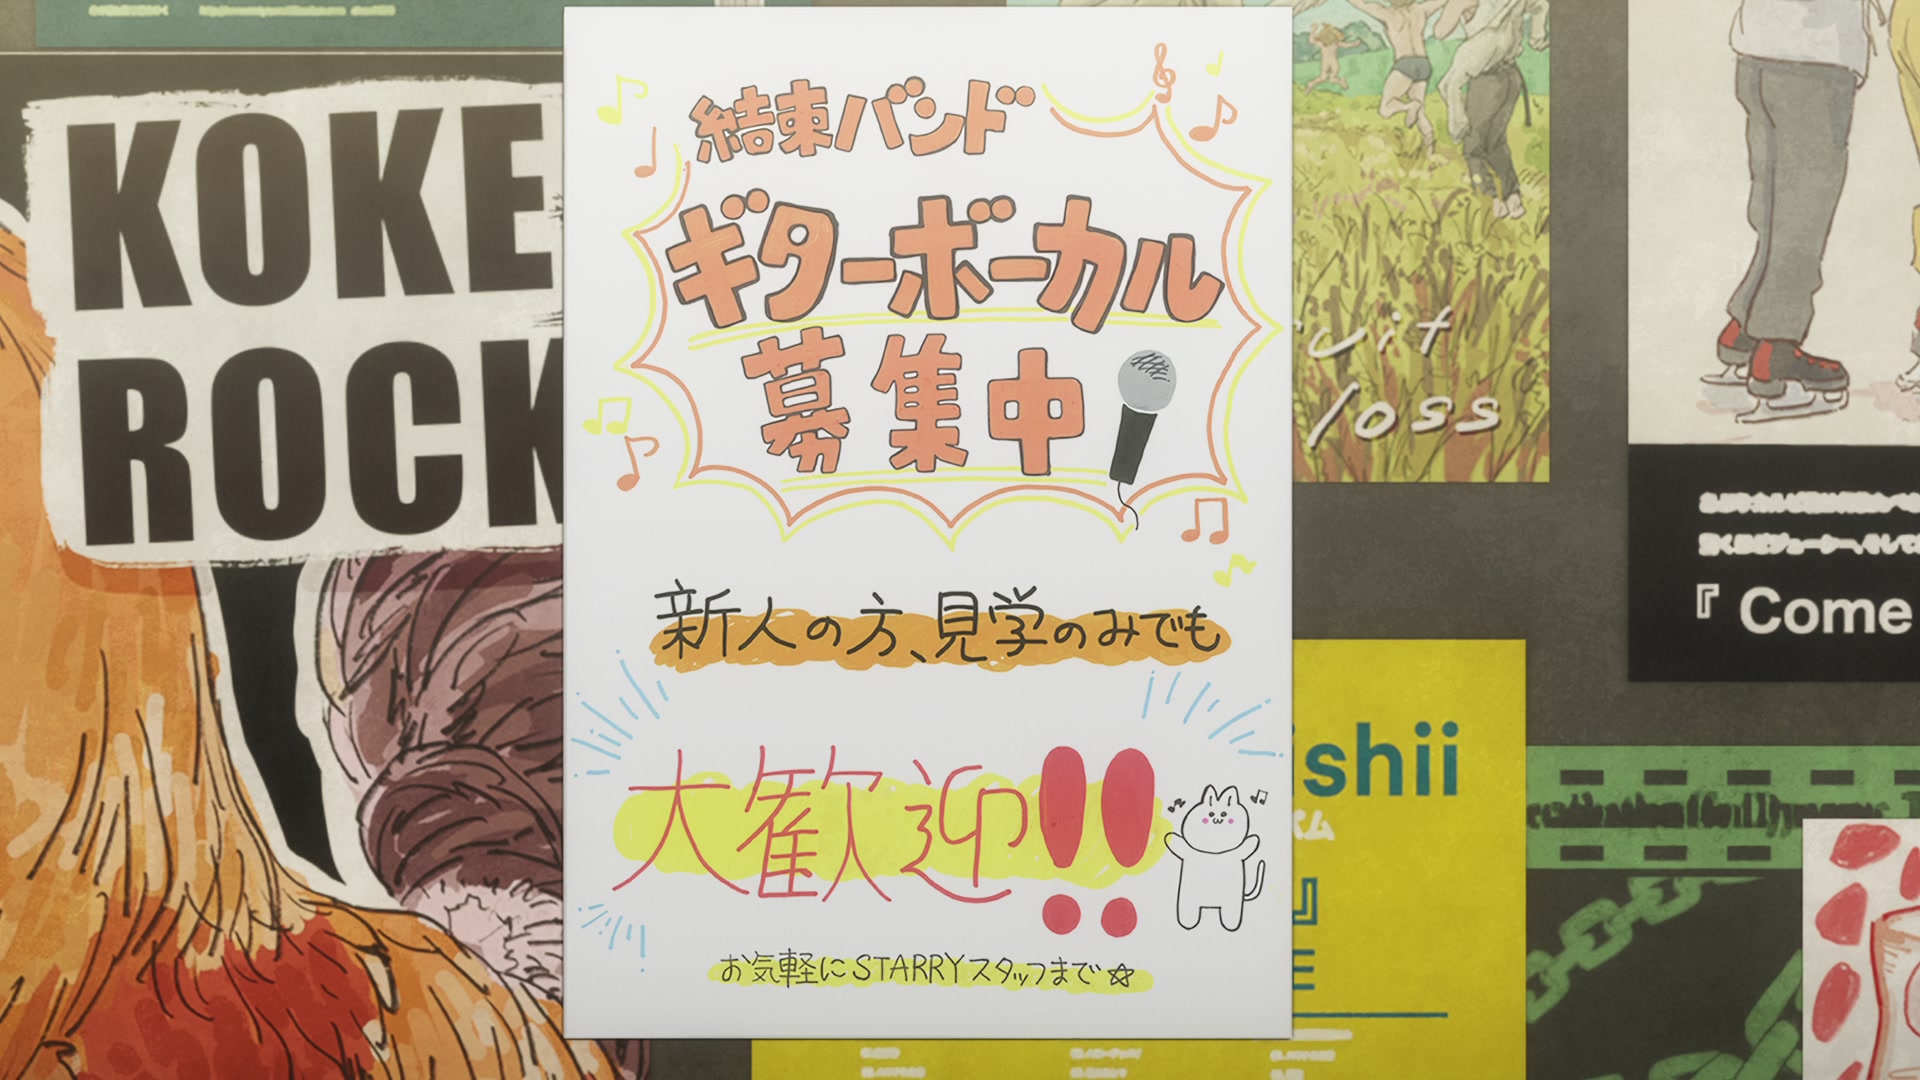 KOKE
ROCK
結束バンド
ギターボーカル
募集中
新人の方、見学のみでも
大歓迎!!
お気軽にSTARRYスタッフまで☆
loss
『Come
shii